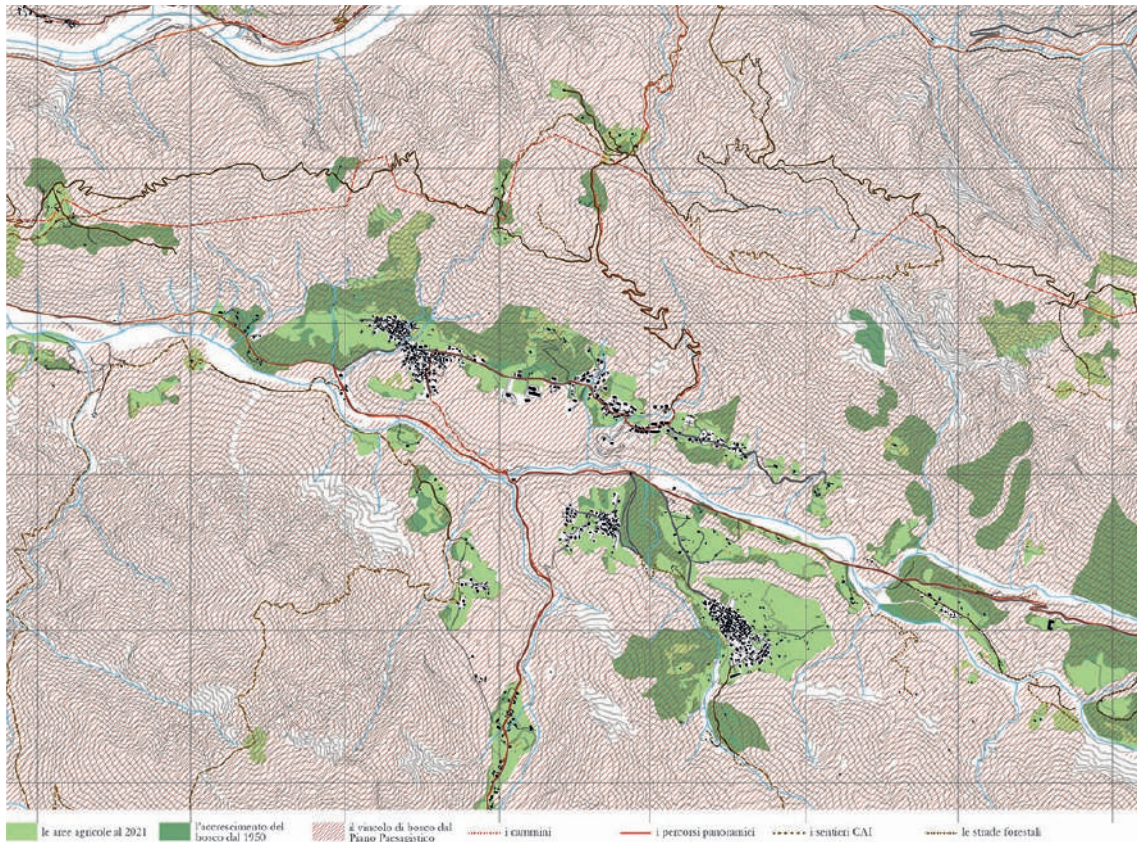 le aree agricole al 2021
l'accrescimento del
bosco dal 1950
il vincolo di bosco dal
Piano Paesagistico
i cammini
i percorsi panoramici
i sentieri CAI
le strade forestali